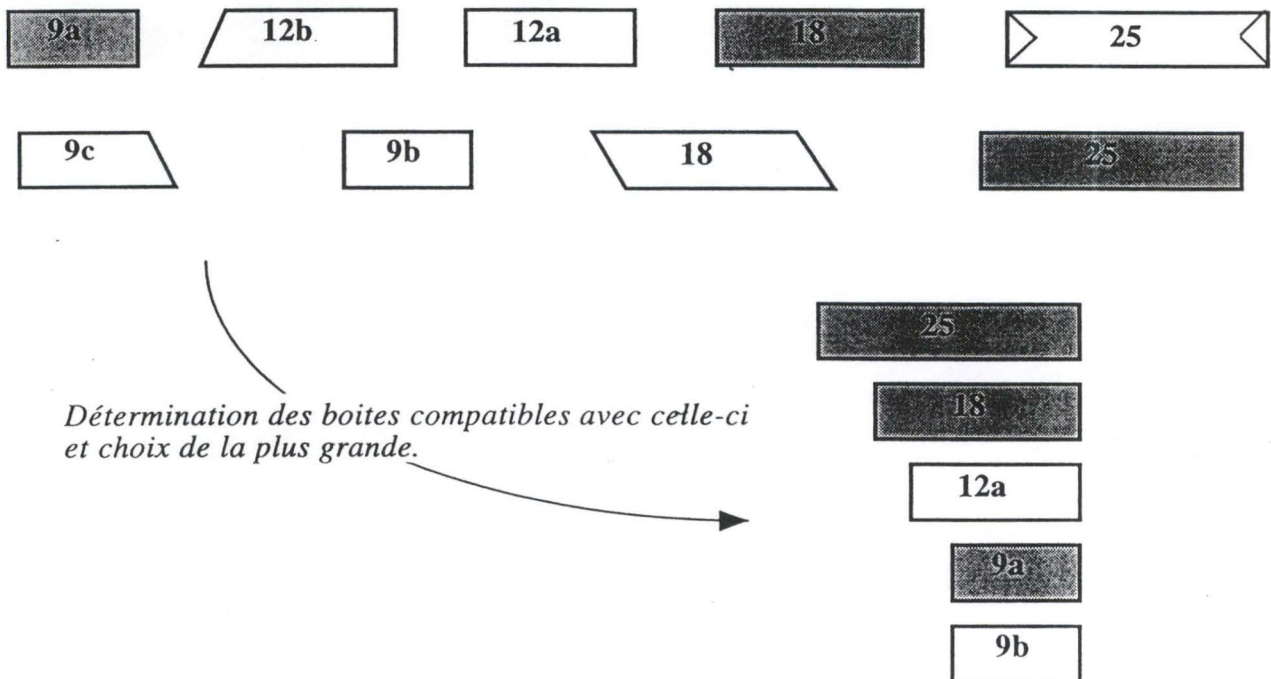 9a 12b 12a 18 25
9c 9b 18 25
25
18
Détermination des boites compatibles avec celle-ci
et choix de la plus grande.
12a
9a
9b